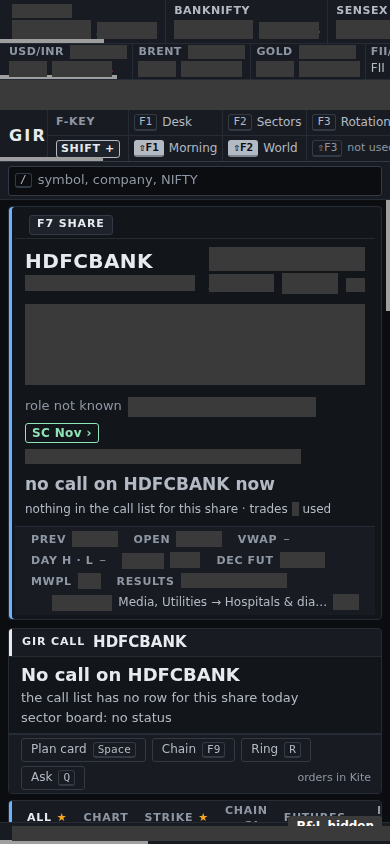 BANKNIFTY
SENSEX
USD/INR
BRENT
GOLD
FII/
FII
GIR
F-KEY
F1 Desk
F2 Sectors
F3 Rotation
SHIFT +
⇧F1 Morning
⇧F2 World
⇧F3 not used
/ symbol, company, NIFTY
F7 SHARE
HDFCBANK
role not known
SC Nov ›
no call on HDFCBANK now
nothing in the call list for this share · trades used
PREV OPEN VWAP –
DAY H · L – DEC FUT
MWPL RESULTS
Media, Utilities → Hospitals & dia…
GIR CALL HDFCBANK
No call on HDFCBANK
the call list has no row for this share today
sector board: no status
Plan card Space Chain F9 Ring R
Ask Q orders in Kite
ALL ★ CHART STRIKE ★ CHAIN FUTURES
P&L hidden